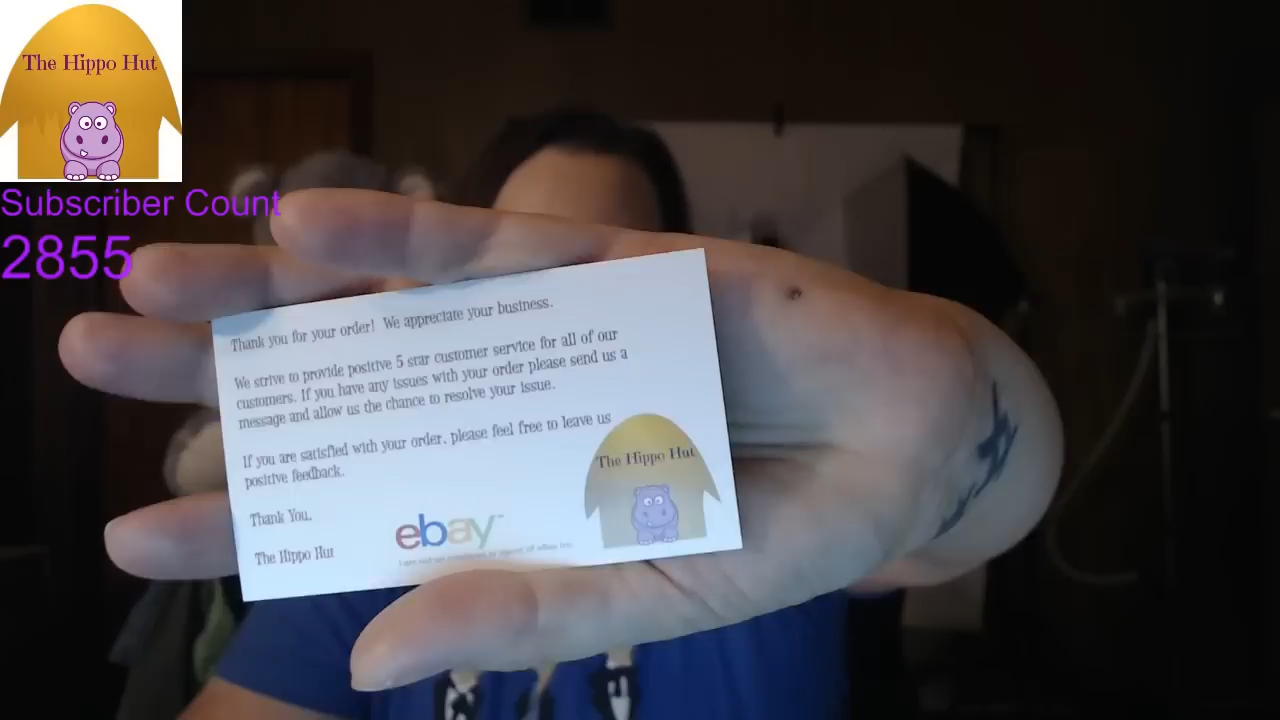 The Hippo Hut
Subscriber Count
2855
Thank you for your order! We appreciate your business.
We strive to provide positive 5 star customer service for all of our
customers. If you have any issues with your order please send us a
message and allow us the chance to resolve your issue.
If you are satisfied with your order, please feel free to leave us
positive feedback.
Thank You,
The Hippo Hut
ebay™
The Hippo Hut